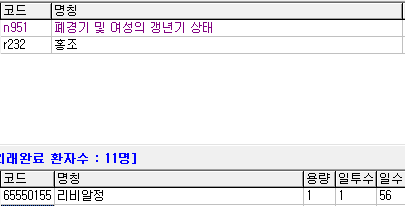 코드 명칭
n951 폐경기 및 여성의 갱년기 상태
r232 홍조
외래완료 환자수 : 11명]
코드 명칭 용량 일투수 일수
65550155 리비알정 1 1 56